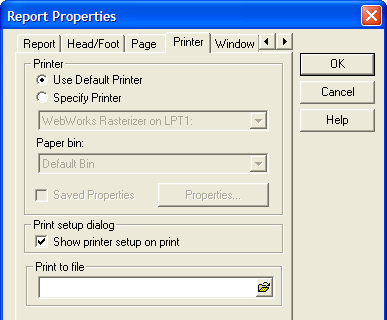 Report Properties
Report Head/Foot Page Printer Window
Printer
Use Default Printer
Specify Printer
WebWorks Rasterizer on LPT1:
Paper bin:
Default Bin
Saved Properties Properties...
Print setup dialog
Show printer setup on print
Print to file
OK
Cancel
Help